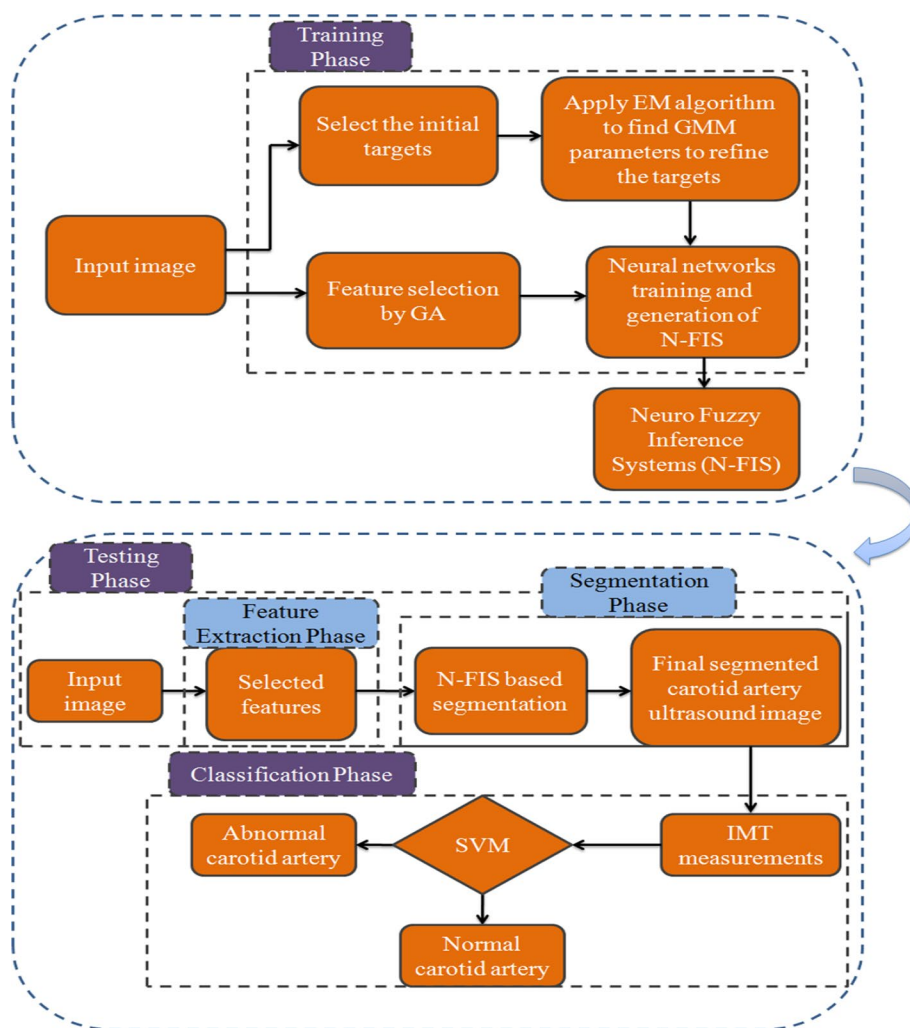 Training
Phase
Select the initial
targets
Apply EM algorithm
to find GMM
parameters to refine
the targets
Input image
Feature selection
by GA
Neural networks
training and
generation of
N-FIS
Neuro Fuzzy
Inference
Systems (N-FIS)
Testing
Phase
Feature
Extraction Phase
Segmentation
Phase
Input
image
Selected
features
N-FIS based
segmentation
Final segmented
carotid artery
ultrasound image
Classification Phase
Abnormal
carotid artery
SVM
IMT
measurements
Normal
carotid artery